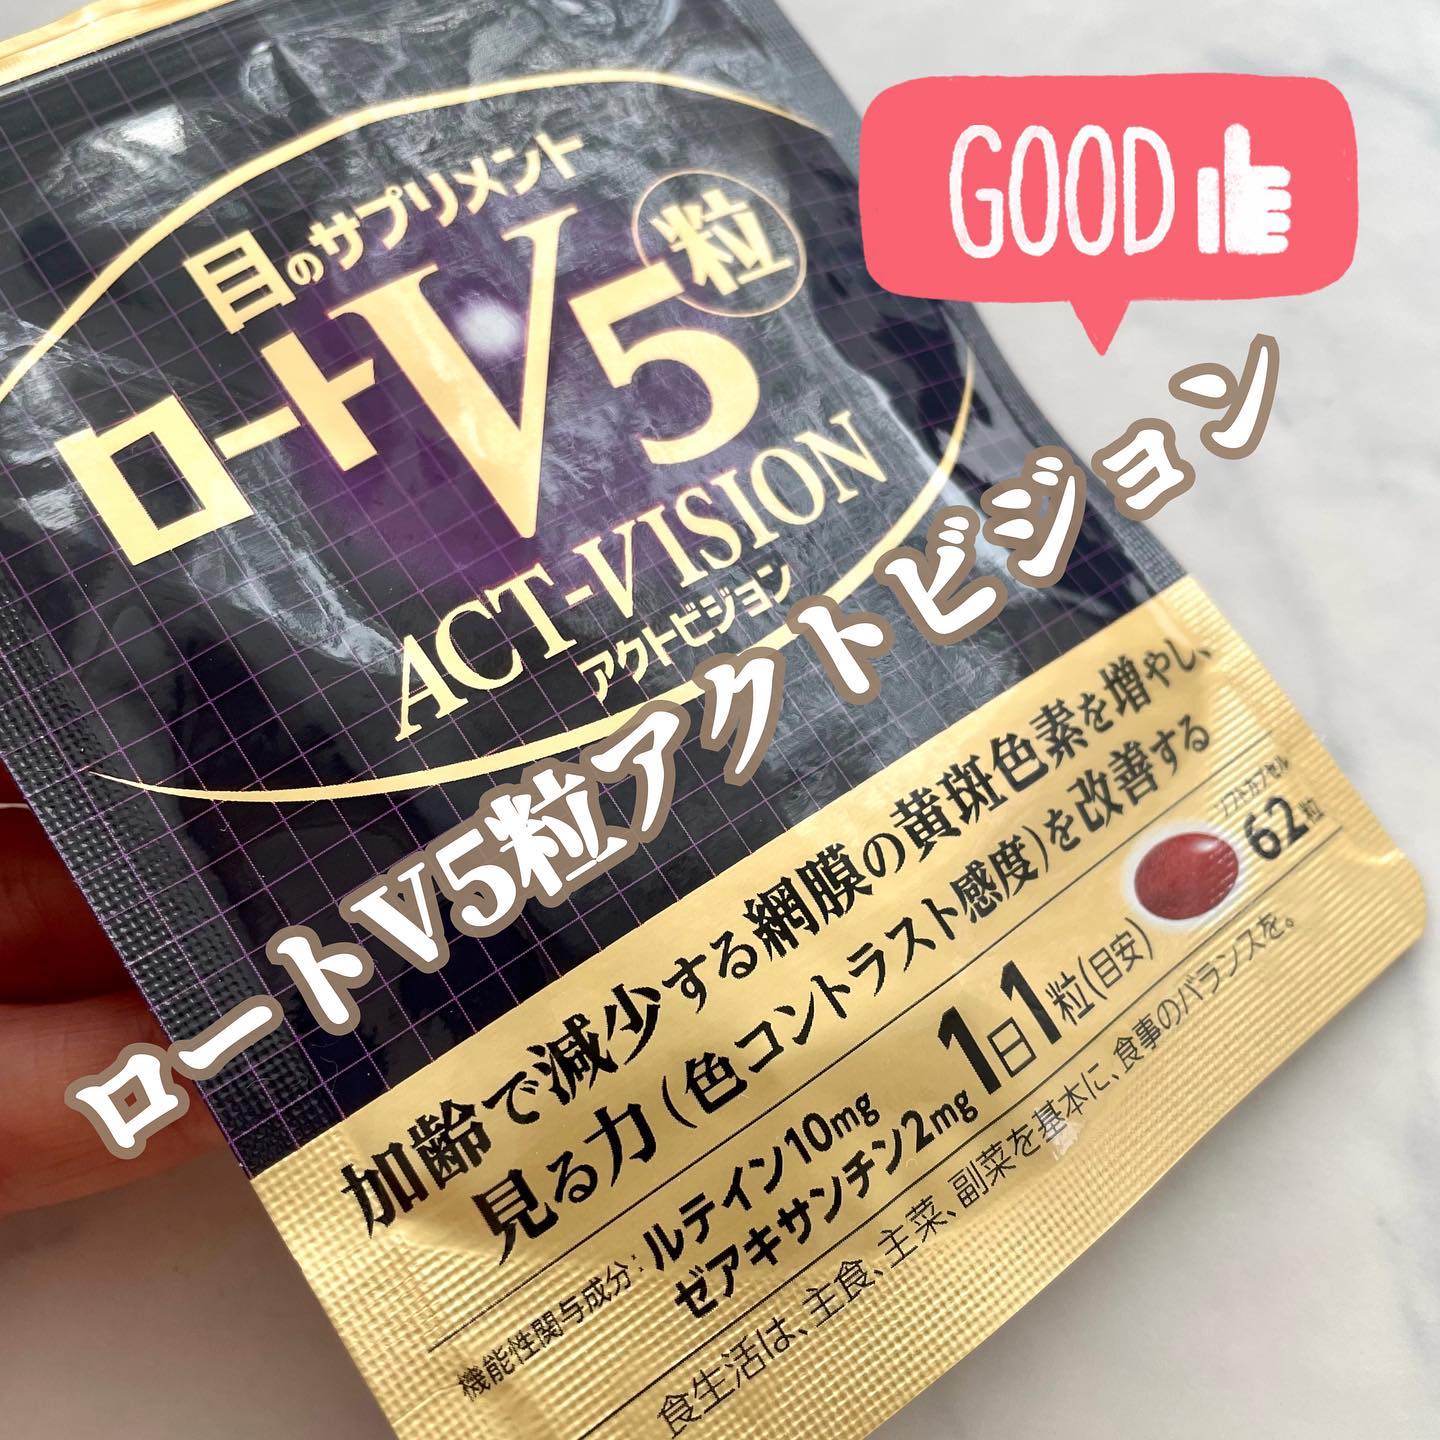 GOOD
目のサプリメント
ロートV5粒
ACT-VISION
アクトビジョン
ロートV5粒アクトビジョン
加齢で減少する網膜の黄斑色素を増やし、
見る力(色コントラスト感度)を改善する
機能性関与成分:ルテイン10mg
ゼアキサンチン2mg
1日1粒(目安)
ソフトカプセル
62粒
食生活は、主食、主菜、副菜を基本に、食事のバランスを。